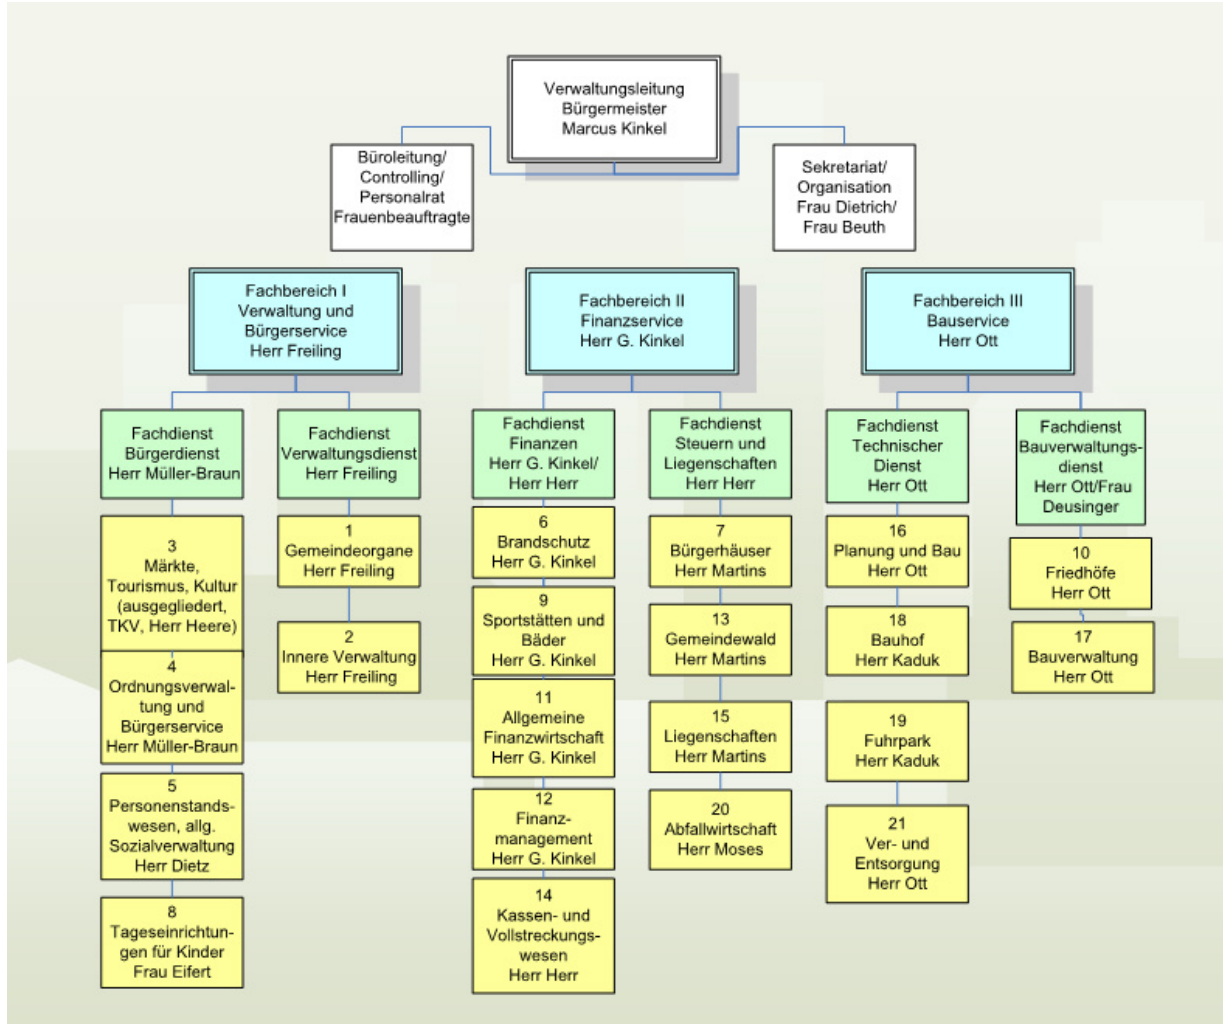 Verwaltungsleitung
Bürgermeister
Marcus Kinkel
Büroleitung/
Controlling/
Personalrat
Frauenbeauftragte
Sekretariat/
Organisation
Frau Dietrich/
Frau Beuth
Fachbereich I
Verwaltung und
Bürgerservice
Herr Freiling
Fachbereich II
Finanzservice
Herr G. Kinkel
Fachbereich III
Bauservice
Herr Ott
Fachdienst
Bürgerdienst
Herr Müller-Braun
Fachdienst
Verwaltungsdienst
Herr Freiling
Fachdienst
Finanzen
Herr G. Kinkel/
Herr Herr
Fachdienst
Steuern und
Liegenschaften
Herr Herr
Fachdienst
Technischer
Dienst
Herr Ott
Fachdienst
Bauverwaltungs-
dienst
Herr Ott/Frau
Deusinger
3
Märkte,
Tourismus, Kultur
(ausgegliedert,
TKV, Herr Heere)
4
Ordnungsverwal-
tung und
Bürgerservice
Herr Müller-Braun
5
Personenstands-
wesen, allg.
Sozialverwaltung
Herr Dietz
8
Tageseinrichtun-
gen für Kinder
Frau Eifert
1
Gemeindeorgane
Herr Freiling
2
Innere Verwaltung
Herr Freiling
6
Brandschutz
Herr G. Kinkel
9
Sportstätten und
Bäder
Herr G. Kinkel
11
Allgemeine
Finanzwirtschaft
Herr G. Kinkel
12
Finanz-
management
Herr G. Kinkel
14
Kassen- und
Vollstreckungs-
wesen
Herr Herr
7
Bürgerhäuser
Herr Martins
13
Gemeindewald
Herr Martins
15
Liegenschaften
Herr Martins
20
Abfallwirtschaft
Herr Moses
16
Planung und Bau
Herr Ott
18
Bauhof
Herr Kaduk
19
Fuhrpark
Herr Kaduk
21
Ver- und
Entsorgung
Herr Ott
10
Friedhöfe
Herr Ott
17
Bauverwaltung
Herr Ott